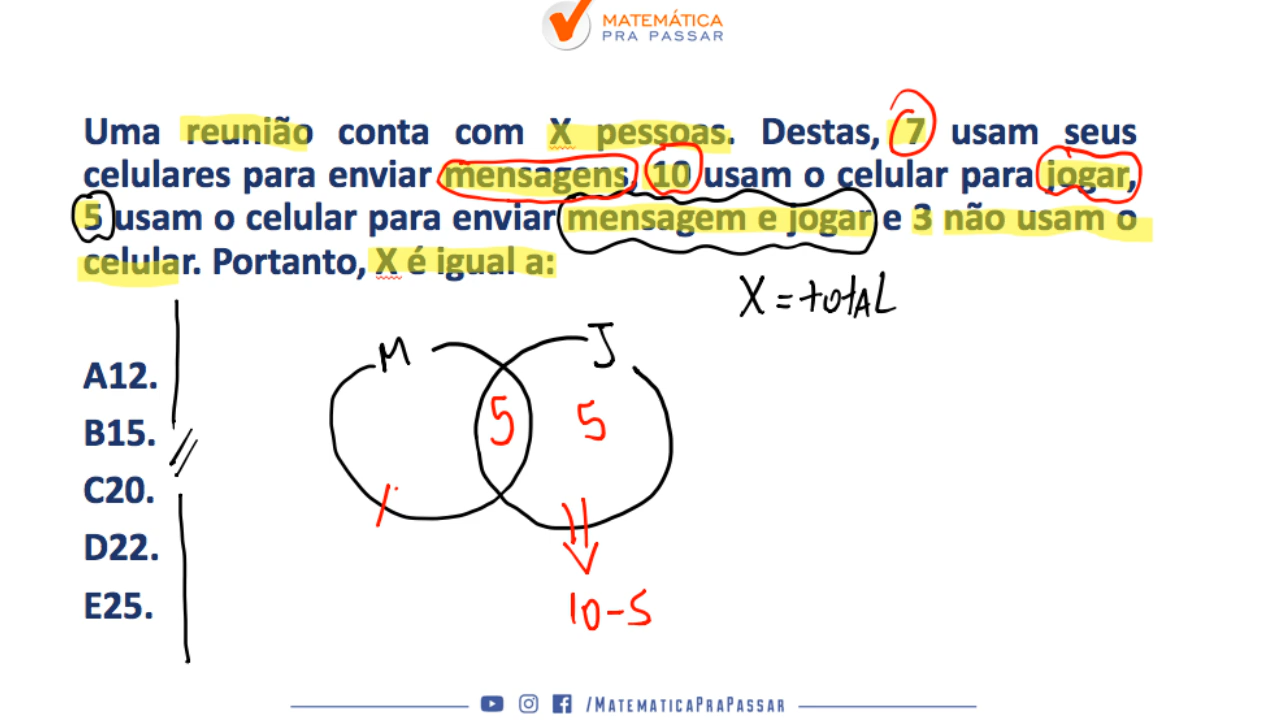 MATEMÁTICA
PRA PASSAR
Uma reunião conta com X pessoas. Destas, 7 usam seus
celulares para enviar mensagens, 10 usam o celular para jogar,
5 usam o celular para enviar mensagem e jogar e 3 não usam o
celular. Portanto, X é igual a:
X = totAL
M J
A12.
B15.
5 5
C20.
D22.
E25.
10-5
/MatematicaPraPassar